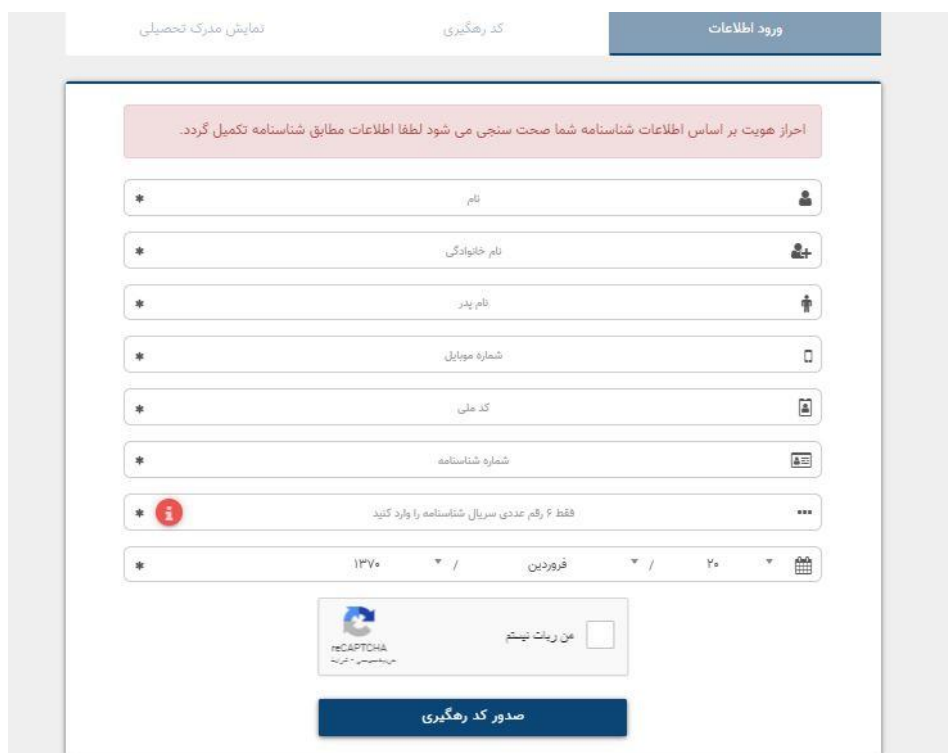 ورود اطلاعات کد رهگیری نمایش مدرک تحصیلی
احراز هویت بر اساس اطلاعات شناسنامه شما صحت سنجی می شود لطفا اطلاعات مطابق شناسنامه تکمیل گردد.
نام *
نام خانوادگی *
نام پدر *
شماره موبایل *
کد ملی *
شماره شناسنامه *
فقط ۶ رقم عددی سریال شناسنامه را وارد کنید *
۲۰ / فروردین / ۱۳۷۰ *
من ربات نیستم
reCAPTCHA
صدور کد رهگیری